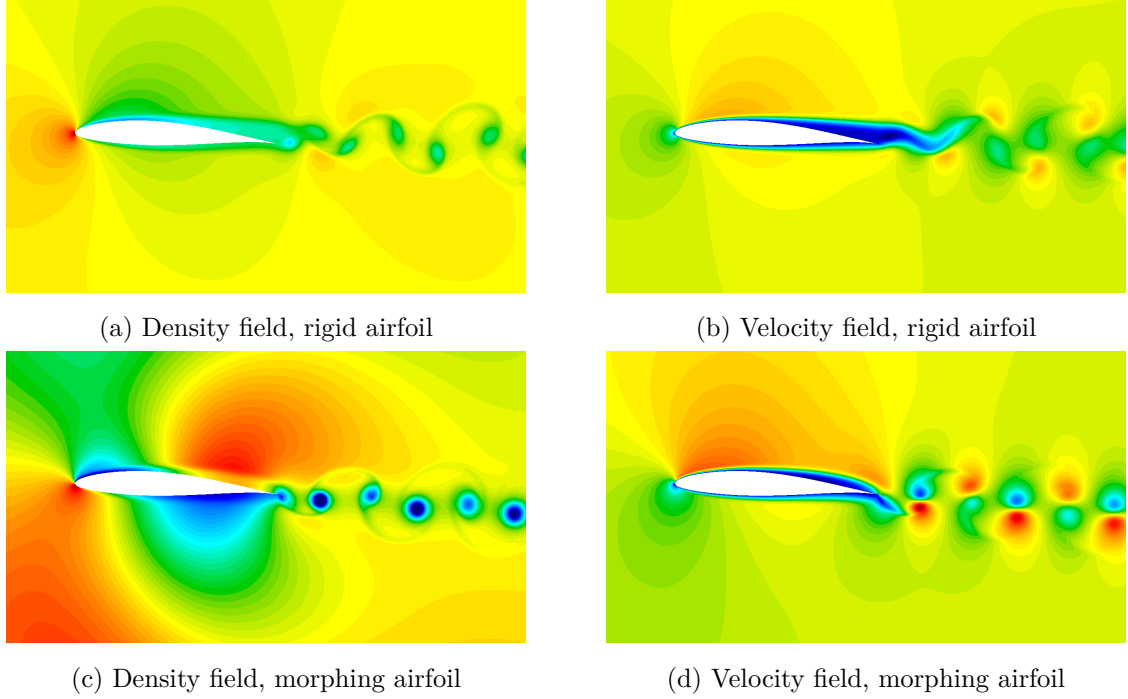 (a) Density field, rigid airfoil
(b) Velocity field, rigid airfoil
(c) Density field, morphing airfoil
(d) Velocity field, morphing airfoil